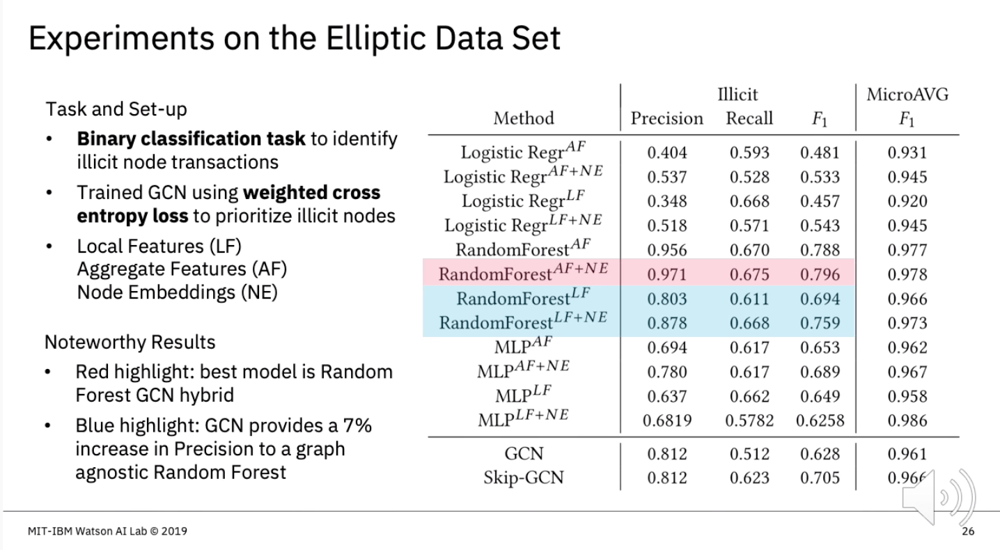 Experiments on the Elliptic Data Set
Task and Set-up
• Binary classification task to identify
illicit node transactions
• Trained GCN using weighted cross
entropy loss to prioritize illicit nodes
• Local Features (LF)
Aggregate Features (AF)
Node Embeddings (NE)
Noteworthy Results
• Red highlight: best model is Random
Forest GCN hybrid
• Blue highlight: GCN provides a 7%
increase in Precision to a graph
agnostic Random Forest
Illicit MicroAVG
Method Precision Recall F1 F1
Logistic Regr^AF 0.404 0.593 0.481 0.931
Logistic Regr^AF+NE 0.537 0.528 0.533 0.945
Logistic Regr^LF 0.348 0.668 0.457 0.920
Logistic Regr^LF+NE 0.518 0.571 0.543 0.945
RandomForest^AF 0.956 0.670 0.788 0.977
RandomForest^AF+NE 0.971 0.675 0.796 0.978
RandomForest^LF 0.803 0.611 0.694 0.966
RandomForest^LF+NE 0.878 0.668 0.759 0.973
MLP^AF 0.694 0.617 0.653 0.962
MLP^AF+NE 0.780 0.617 0.689 0.967
MLP^LF 0.637 0.662 0.649 0.958
MLP^LF+NE 0.6819 0.5782 0.6258 0.986
GCN 0.812 0.512 0.628 0.961
Skip-GCN 0.812 0.623 0.705 0.966
MIT-IBM Watson AI Lab © 2019
26